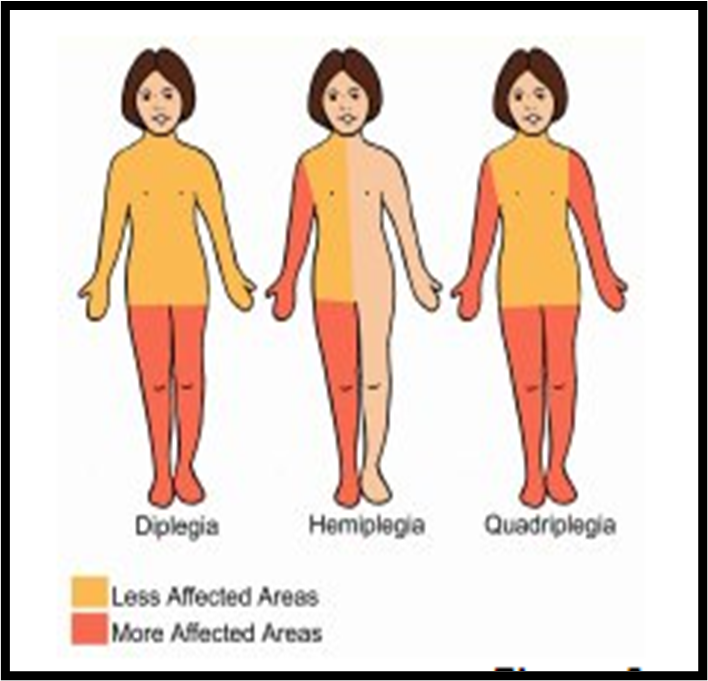 Diplegia Hemiplegia Quadriplegia
Less Affected Areas
More Affected Areas